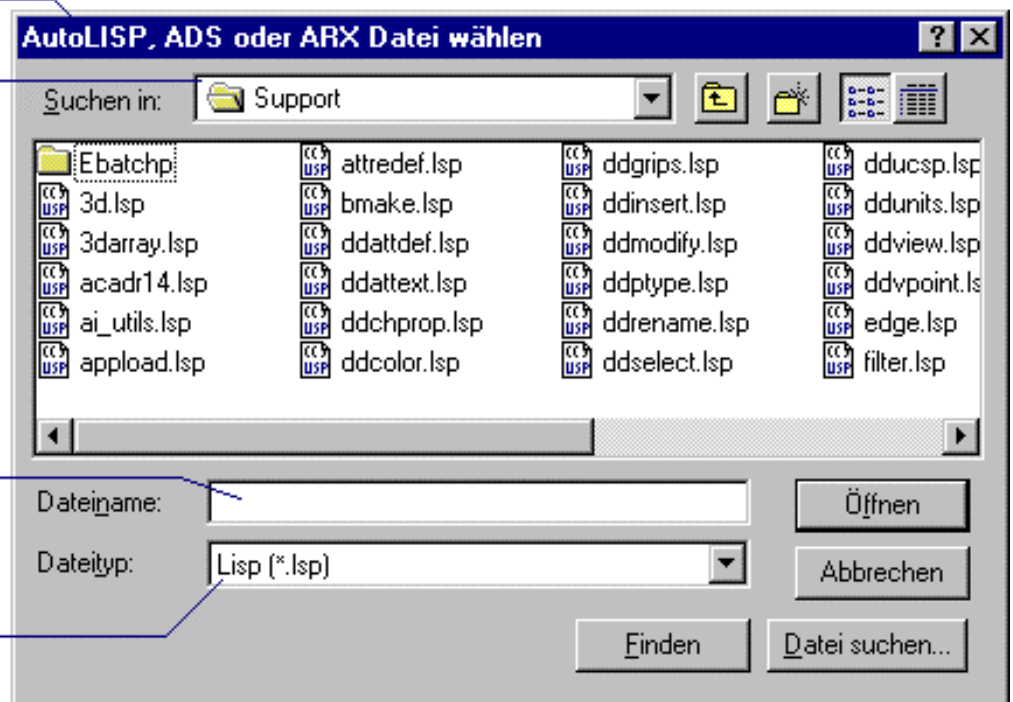 AutoLISP, ADS oder ARX Datei wählen
Suchen in: Support
Ebatchp attredef.lsp ddgrips.lsp dducsp.lsp
3d.lsp bmake.lsp ddinsert.lsp ddunits.lsp
3darray.lsp ddattdef.lsp ddmodify.lsp ddview.lsp
acadr14.lsp ddattext.lsp ddptype.lsp ddvpoint.ls
ai_utils.lsp ddchprop.lsp ddrename.lsp edge.lsp
appload.lsp ddcolor.lsp ddselect.lsp filter.lsp
Dateiname: Öffnen
Dateityp: Lisp (*.lsp) Abbrechen
Finden Datei suchen...